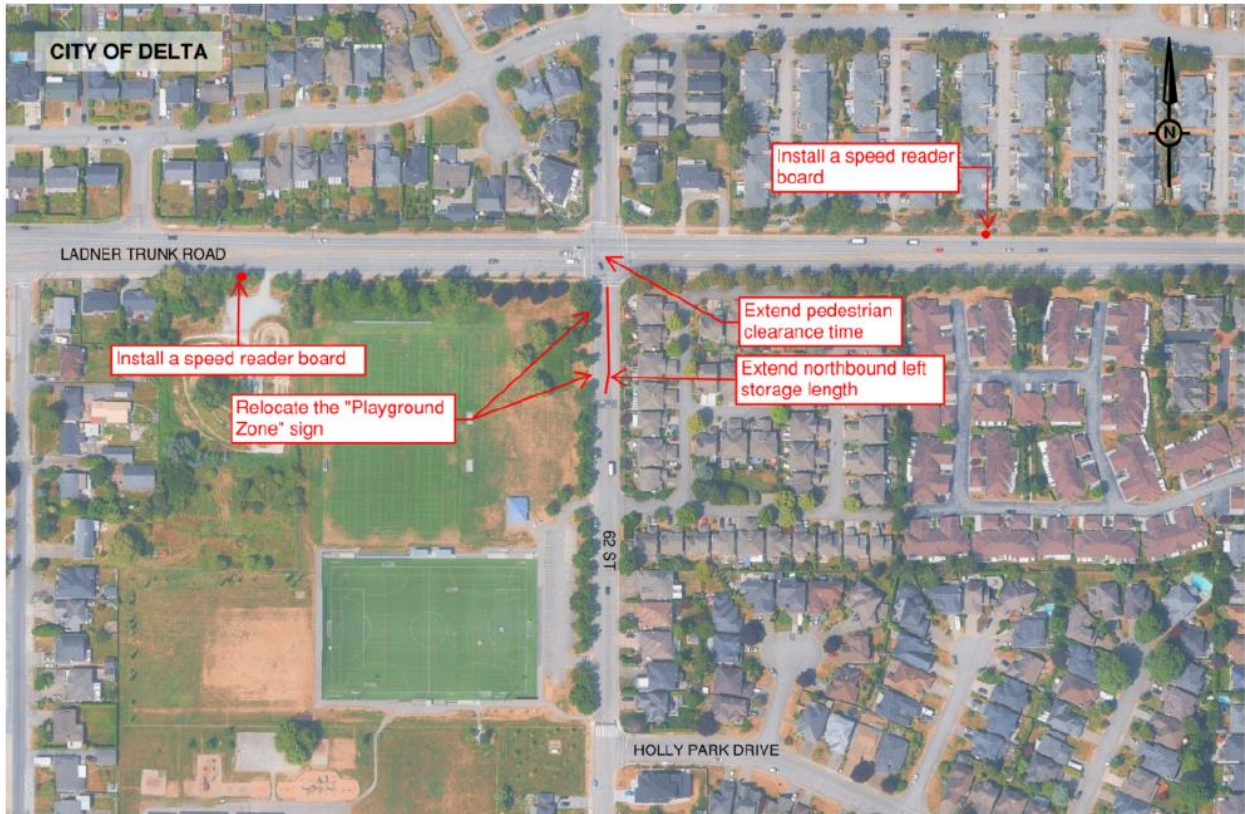 CITY OF DELTA
N
Install a speed reader
board
LADNER TRUNK ROAD
Extend pedestrian
clearance time
Install a speed reader board
Extend northbound left
storage length
Relocate the "Playground
Zone" sign
62 ST
HOLLY PARK DRIVE